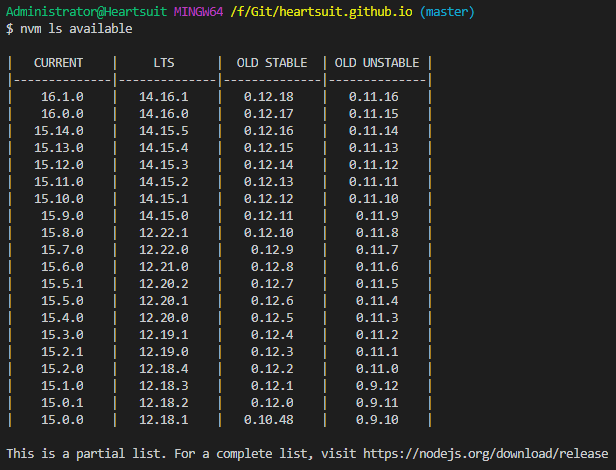 Administrator@Heartsuit MINGW64 /f/Git/heartsuit.github.io (master)
$ nvm ls available

|   CURRENT    |     LTS      |  OLD STABLE  | OLD UNSTABLE |
|--------------|--------------|--------------|--------------|
|    16.1.0    |   14.16.1    |   0.12.18    |   0.11.16    |
|    16.0.0    |   14.16.0    |   0.12.17    |   0.11.15    |
|   15.14.0    |   14.15.5    |   0.12.16    |   0.11.14    |
|   15.13.0    |   14.15.4    |   0.12.15    |   0.11.13    |
|   15.12.0    |   14.15.3    |   0.12.14    |   0.11.12    |
|   15.11.0    |   14.15.2    |   0.12.13    |   0.11.11    |
|   15.10.0    |   14.15.1    |   0.12.12    |   0.11.10    |
|    15.9.0    |   14.15.0    |   0.12.11    |    0.11.9    |
|    15.8.0    |   12.22.1    |   0.12.10    |    0.11.8    |
|    15.7.0    |   12.22.0    |    0.12.9    |    0.11.7    |
|    15.6.0    |   12.21.0    |    0.12.8    |    0.11.6    |
|    15.5.1    |   12.20.2    |    0.12.7    |    0.11.5    |
|    15.5.0    |   12.20.1    |    0.12.6    |    0.11.4    |
|    15.4.0    |   12.20.0    |    0.12.5    |    0.11.3    |
|    15.3.0    |   12.19.1    |    0.12.4    |    0.11.2    |
|    15.2.1    |   12.19.0    |    0.12.3    |    0.11.1    |
|    15.2.0    |   12.18.4    |    0.12.2    |    0.11.0    |
|    15.1.0    |   12.18.3    |    0.12.1    |    0.9.12    |
|    15.0.1    |   12.18.2    |    0.12.0    |    0.9.11    |
|    15.0.0    |   12.18.1    |   0.10.48    |    0.9.10    |

This is a partial list. For a complete list, visit https://nodejs.org/download/release